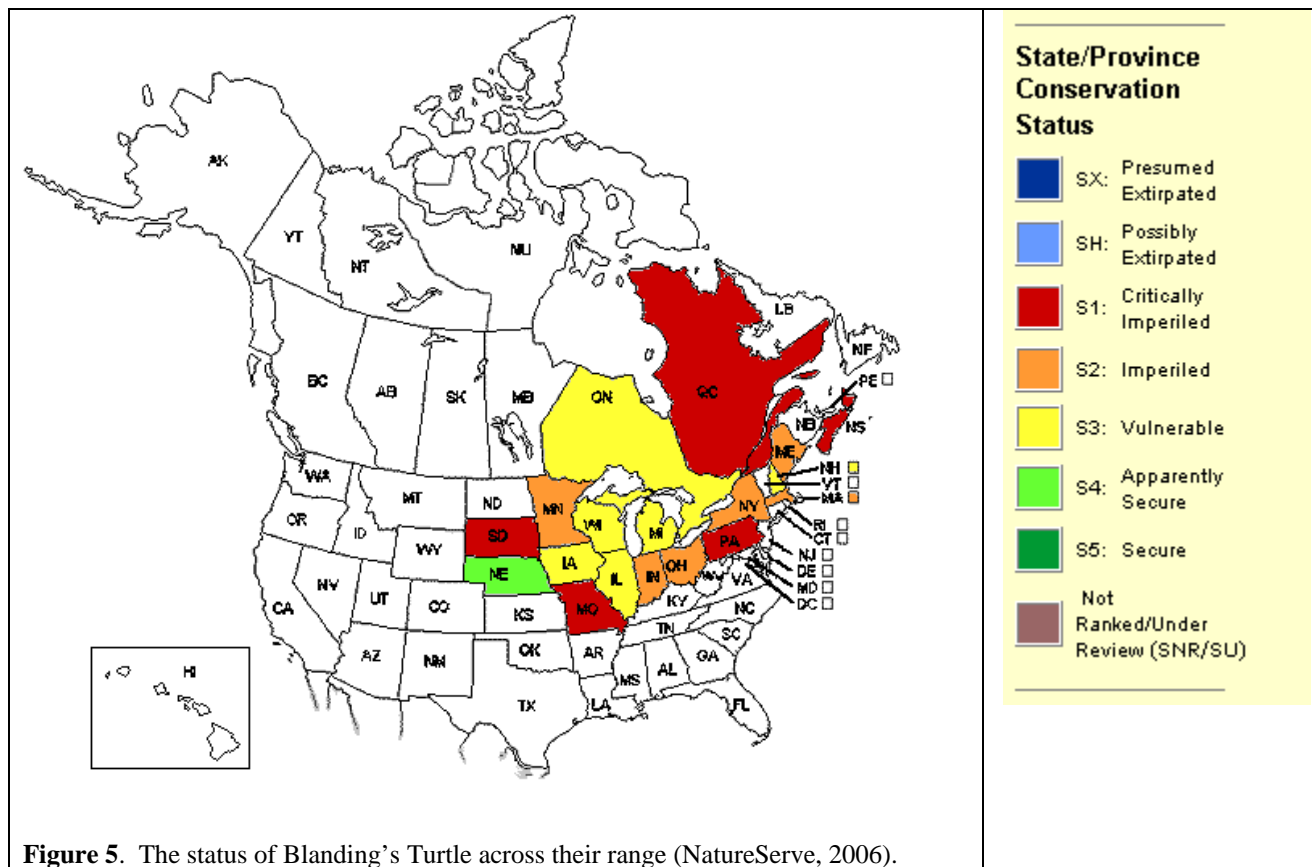 AK
YT
NT
NU
BC
AB
SK
MB
ON
QC
LB
NF
PE
NB
NS
ME
NH
VT
MA
RI
CT
NJ
DE
MD
DC
WA
MT
ND
MN
OR
ID
WY
SD
WI
MI
NY
PA
NV
UT
CO
NE
IA
IL
IN
OH
WV
VA
CA
KS
MO
KY
NC
TN
SC
AZ
NM
OK
AR
MS
AL
GA
TX
LA
FL
HI
Figure 5. The status of Blanding's Turtle across their range (NatureServe, 2006).
State/Province
Conservation
Status
SX: Presumed
Extirpated
SH: Possibly
Extirpated
S1: Critically
Imperiled
S2: Imperiled
S3: Vulnerable
S4: Apparently
Secure
S5: Secure
Not
Ranked/Under
Review (SNR/SU)